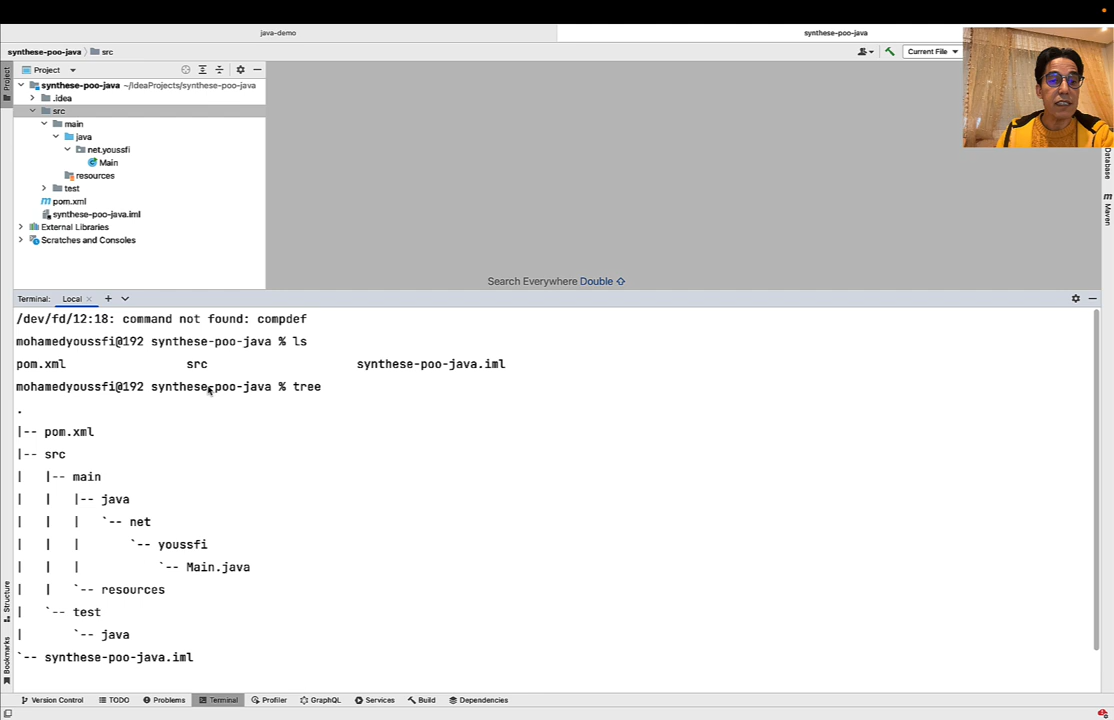 java-demo
synthese-poo-java
synthese-poo-java src
Current File
Project
Project
synthese-poo-java ~/IdeaProjects/synthese-poo-java
.idea
src
main
java
net.youssfi
Main
resources
test
pom.xml
synthese-poo-java.iml
External Libraries
Scratches and Consoles
Search Everywhere Double
Database
Maven
Terminal: Local
/dev/fd/12:18: command not found: compdef
mohamedyoussfi@192 synthese-poo-java % ls
pom.xml src synthese-poo-java.iml
mohamedyoussfi@192 synthese-poo-java % tree
.
|-- pom.xml
|-- src
| |-- main
| | |-- java
| | | `-- net
| | | `-- youssfi
| | | `-- Main.java
| | `-- resources
| `-- test
| `-- java
`-- synthese-poo-java.iml
Structure
Bookmarks
Version Control TODO Problems Terminal Profiler GraphQL Services Build Dependencies